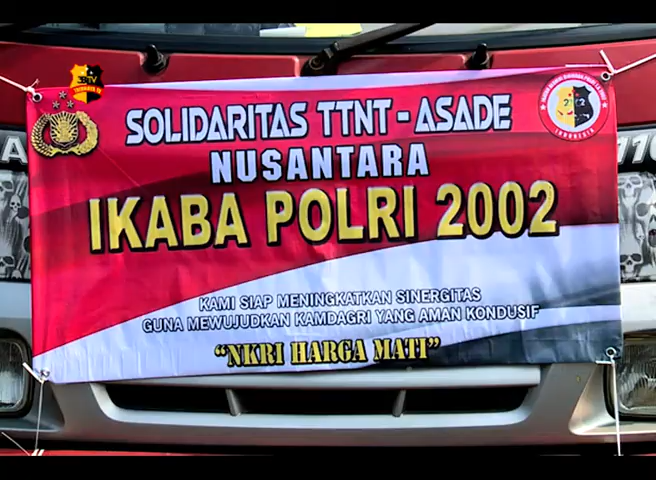 SOLIDARITAS TTNT - ASADE
NUSANTARA
IKABA POLRI 2002
KAMI SIAP MENINGKATKAN SINERGITAS
GUNA MEWUJUDKAN KAMDAGRI YANG AMAN KONDUSIF
"NKRI HARGA MATI"
INDONESIA